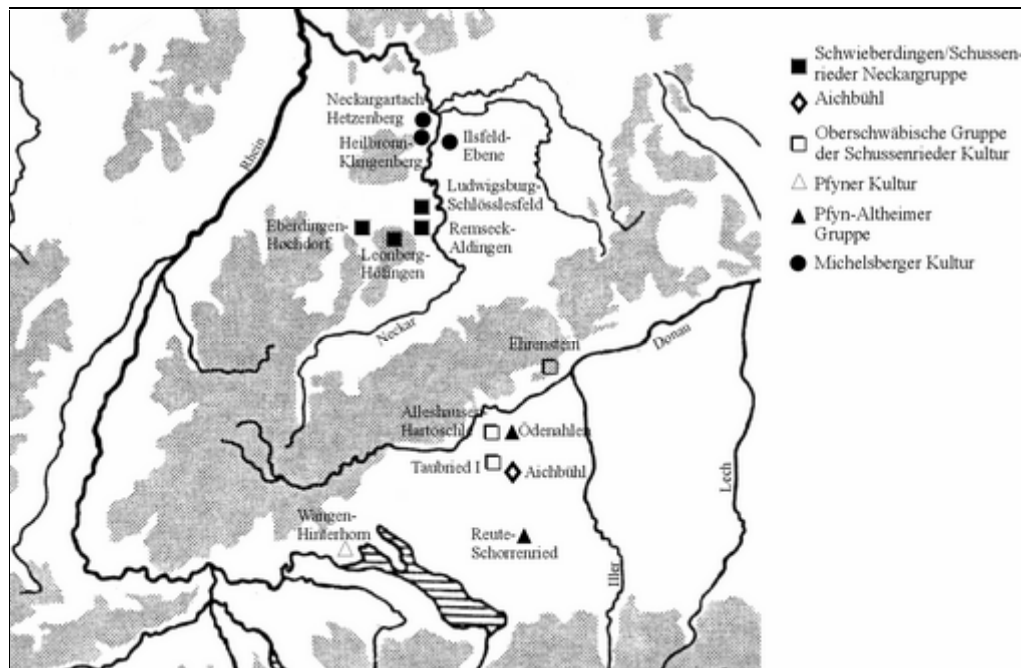 Schwieberdingen/Schussen-
rieder Neckargruppe
Aichbühl
Oberschwäbische Gruppe
der Schussenrieder Kultur
Pfyner Kultur
Pfyn-Altheimer
Gruppe
Michelsberger Kultur
Neckargartach
Hetzenberg
Heilbronn-
Klingenberg
Ilsfeld-
Ebene
Rhein
Ludwigsburg-
Schlösslesfeld
Eberdingen-
Hochdorf
Remseck-
Aldingen
Leonberg-
Höfingen
Neckar
Donau
Ehrenstein
Alleshausen
Hartöschle
Ödenahlen
Taubried I
Aichbühl
Lech
Wangen-
Hinterhorn
Reute-
Schorrenried
Iller